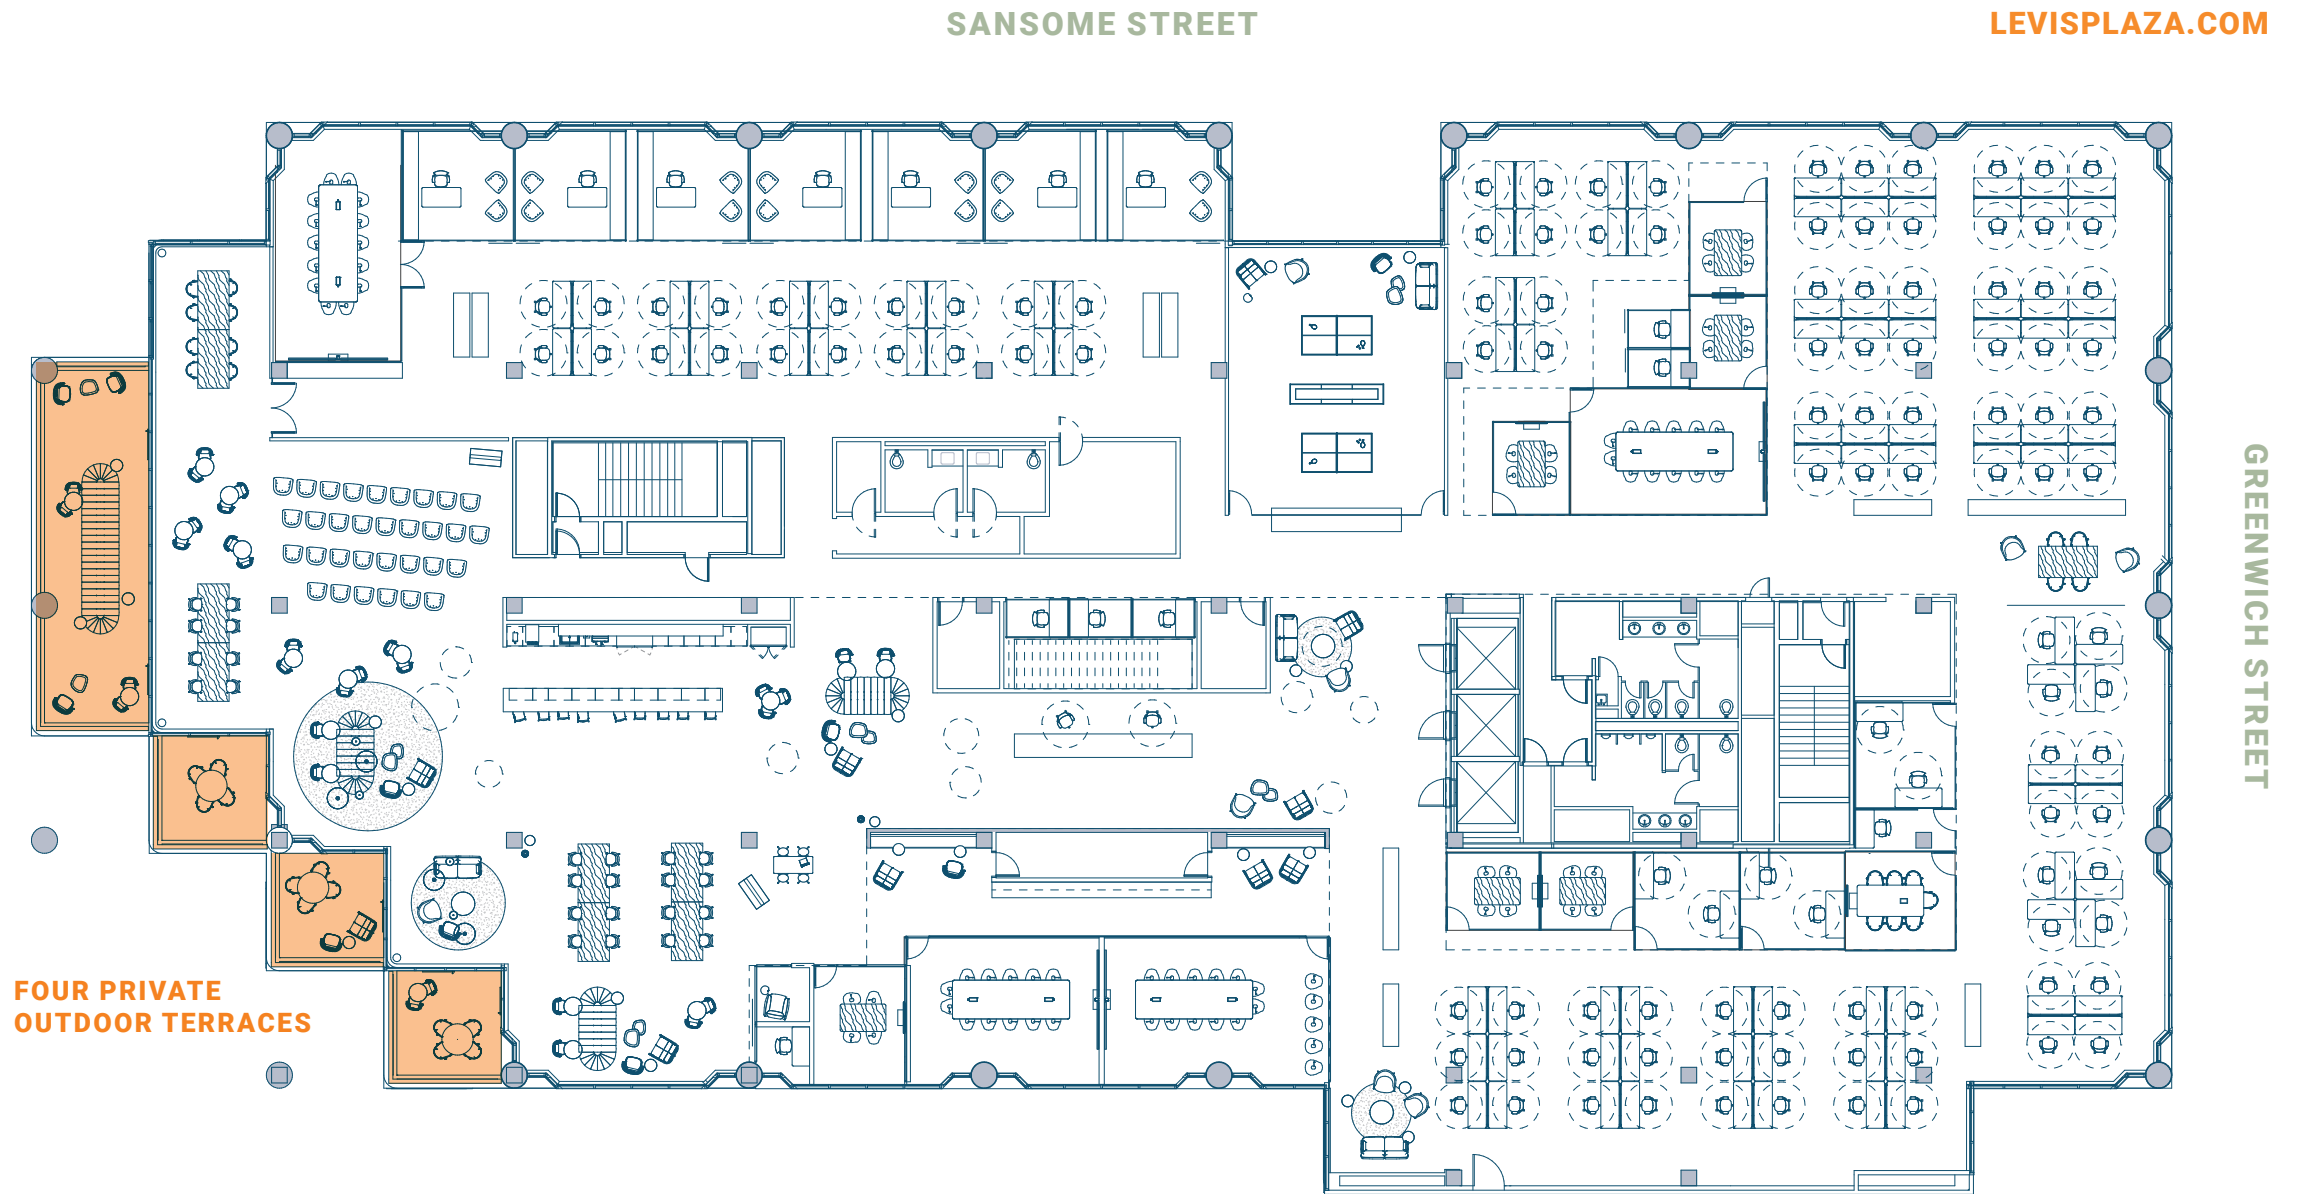 SANSOME STREET
LEVISPLAZA.COM
GREENWICH STREET
FOUR PRIVATE
OUTDOOR TERRACES